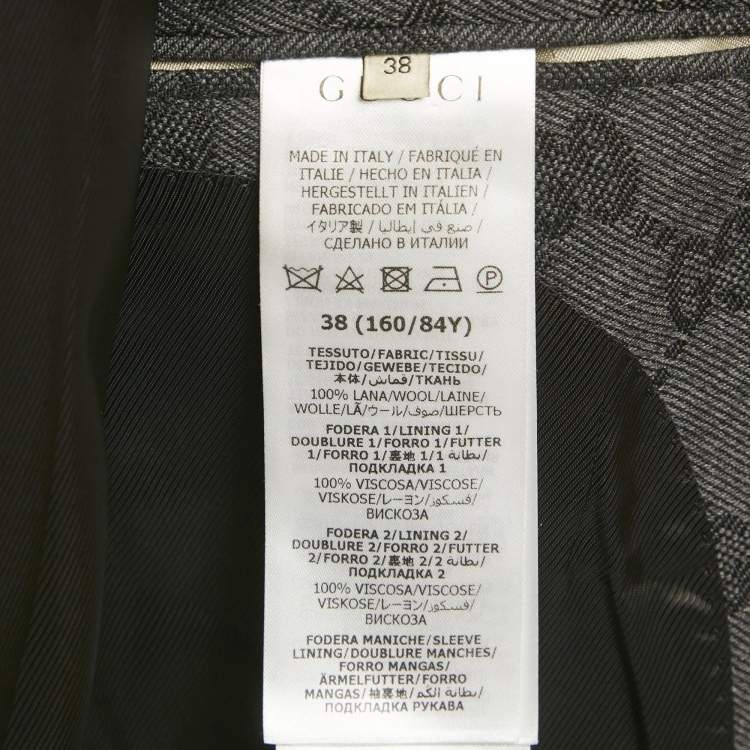 38
GUCCI
MADE IN ITALY / FABRIQUÉ EN
ITALIE / HECHO EN ITALIA /
HERGESTELLT IN ITALIEN /
FABRICADO EM ITÁLIA /
イタリア製 / صنع في إيطاليا /
СДЕЛАНО В ИТАЛИИ
P
38 (160/84Y)
TESSUTO/FABRIC/TISSU/
TEJIDO/GEWEBE/TECIDO/
本体/قماش/ТКАНЬ
100% LANA/WOOL/LAINE/
WOLLE/LÃ/ウール/صوف/ШЕРСТЬ
FODERA 1/LINING 1/
DOUBLURE 1/FORRO 1/FUTTER
1/FORRO 1/裏地 1/1 بطانة/
ПОДКЛАДКА 1
100% VISCOSA/VISCOSE/
VISKOSE/レーヨン/فسكوز/
ВИСКОЗА
FODERA 2/LINING 2/
DOUBLURE 2/FORRO 2/FUTTER
2/FORRO 2/裏地 2/2 بطانة/
ПОДКЛАДКА 2
100% VISCOSA/VISCOSE/
VISKOSE/レーヨン/فسكوز/
ВИСКОЗА
FODERA MANICHE/SLEEVE
LINING/DOUBLURE MANCHES/
FORRO MANGAS/
ÄRMELFUTTER/FORRO
MANGAS/袖裏地/بطانة الكم/
ПОДКЛАДКА РУКАВА